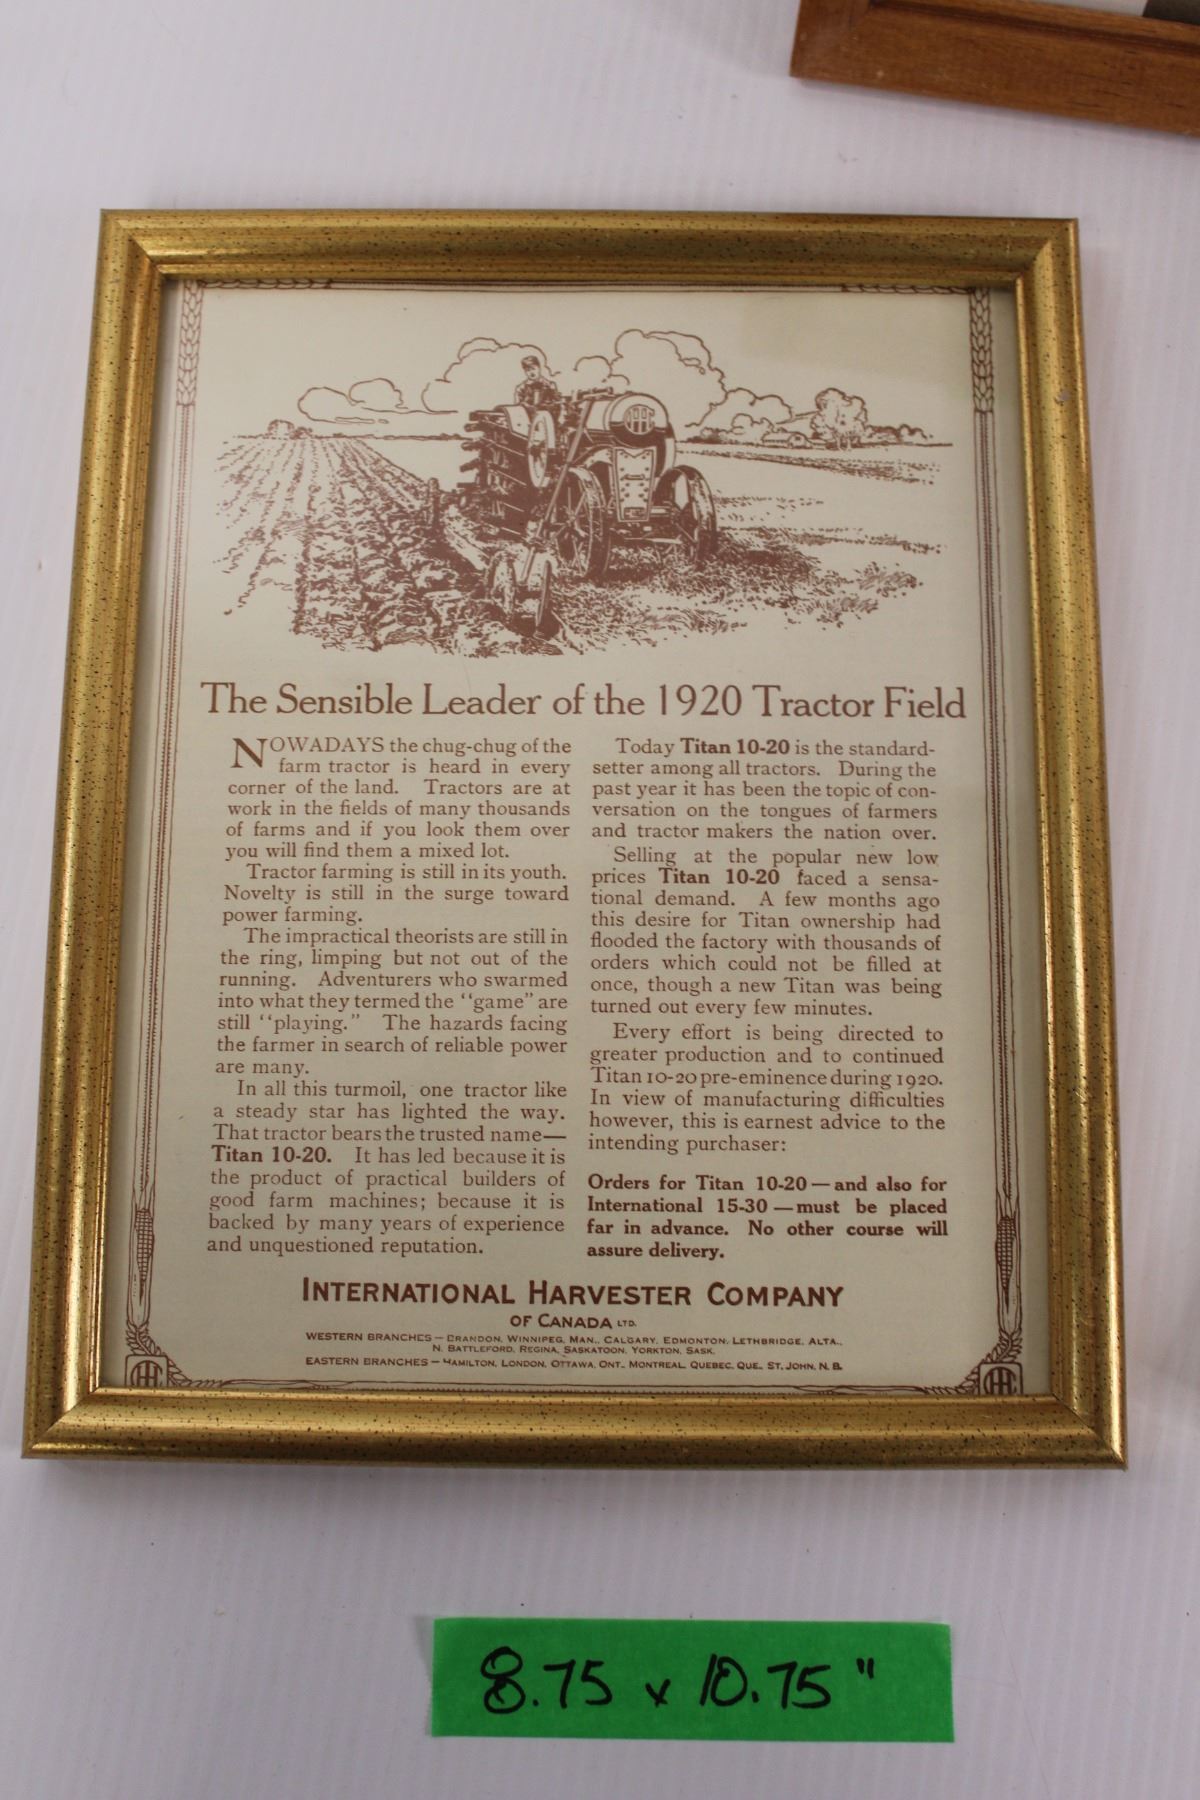 IHC
The Sensible Leader of the 1920 Tractor Field
NOWADAYS the chug-chug of the
farm tractor is heard in every
corner of the land. Tractors are at
work in the fields of many thousands
of farms and if you look them over
you will find them a mixed lot.
Tractor farming is still in its youth.
Novelty is still in the surge toward
power farming.
The impractical theorists are still in
the ring, limping but not out of the
running. Adventurers who swarmed
into what they termed the "game" are
still "playing." The hazards facing
the farmer in search of reliable power
are many.
In all this turmoil, one tractor like
a steady star has lighted the way.
That tractor bears the trusted name—
Titan 10-20. It has led because it is
the product of practical builders of
good farm machines; because it is
backed by many years of experience
and unquestioned reputation.
Today Titan 10-20 is the standard-
setter among all tractors. During the
past year it has been the topic of con-
versation on the tongues of farmers
and tractor makers the nation over.
Selling at the popular new low
prices Titan 10-20 faced a sensa-
tional demand. A few months ago
this desire for Titan ownership had
flooded the factory with thousands of
orders which could not be filled at
once, though a new Titan was being
turned out every few minutes.
Every effort is being directed to
greater production and to continued
Titan 10-20 pre-eminence during 1920.
In view of manufacturing difficulties
however, this is earnest advice to the
intending purchaser:
Orders for Titan 10-20—and also for
International 15-30—must be placed
far in advance. No other course will
assure delivery.
INTERNATIONAL HARVESTER COMPANY
OF CANADA LTD.
WESTERN BRANCHES — BRANDON, WINNIPEG, MAN., CALGARY, EDMONTON, LETHBRIDGE, ALTA.,
N. BATTLEFORD, REGINA, SASKATOON, YORKTON, SASK.
EASTERN BRANCHES — HAMILTON, LONDON, OTTAWA, ONT., MONTREAL, QUEBEC, QUE., ST. JOHN, N. B.
IHC
IHC
8.75 x 10.75"